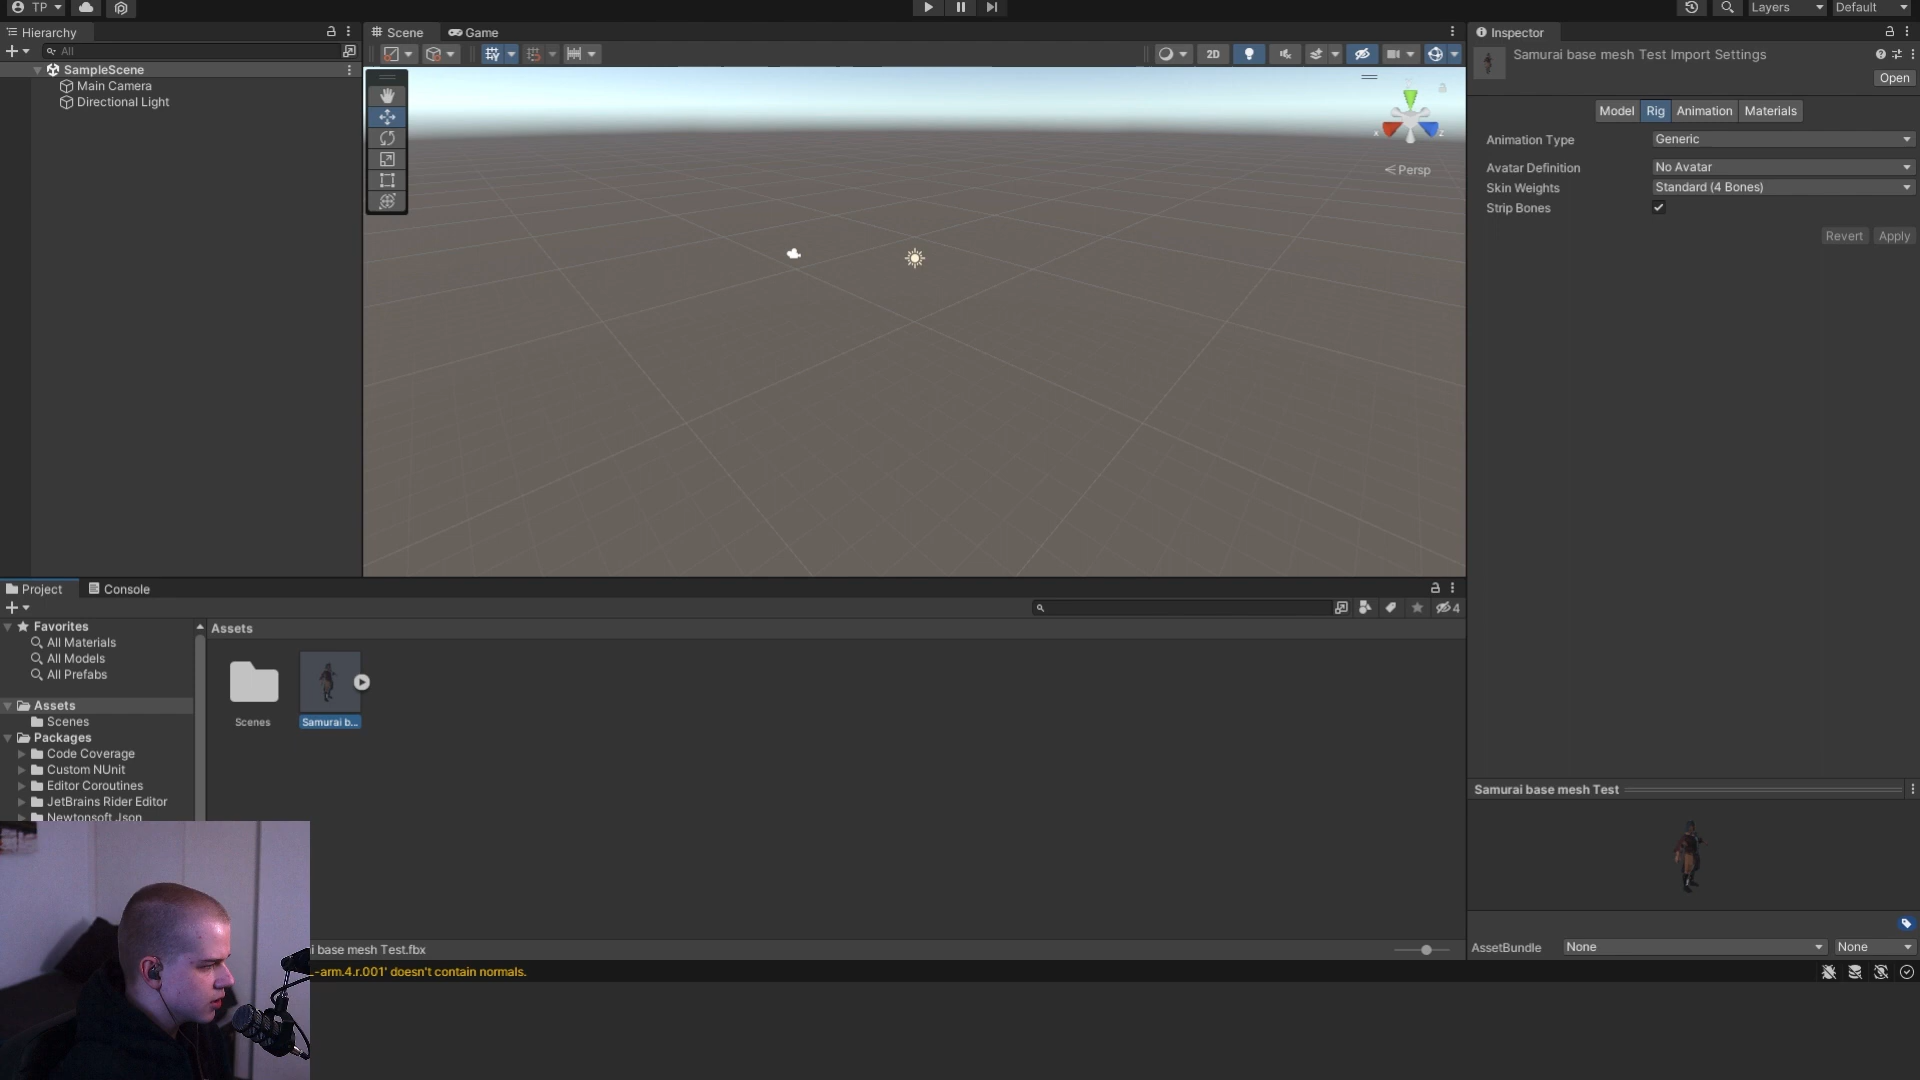 TP
Layers
Default
Hierarchy
All
SampleScene
Main Camera
Directional Light
Scene
Game
2D
x
z
Persp
Inspector
Samurai base mesh Test Import Settings
Open
Model
Rig
Animation
Materials
Animation Type
Generic
Avatar Definition
No Avatar
Skin Weights
Standard (4 Bones)
Strip Bones
Revert
Apply
Project
Console
4
Favorites
All Materials
All Models
All Prefabs
Assets
Scenes
Packages
Code Coverage
Custom NUnit
Editor Coroutines
JetBrains Rider Editor
Newtonsoft Json
Assets
Scenes
Samurai b...
i base mesh Test.fbx
-arm.4.r.001' doesn't contain normals.
Samurai base mesh Test
AssetBundle
None
None